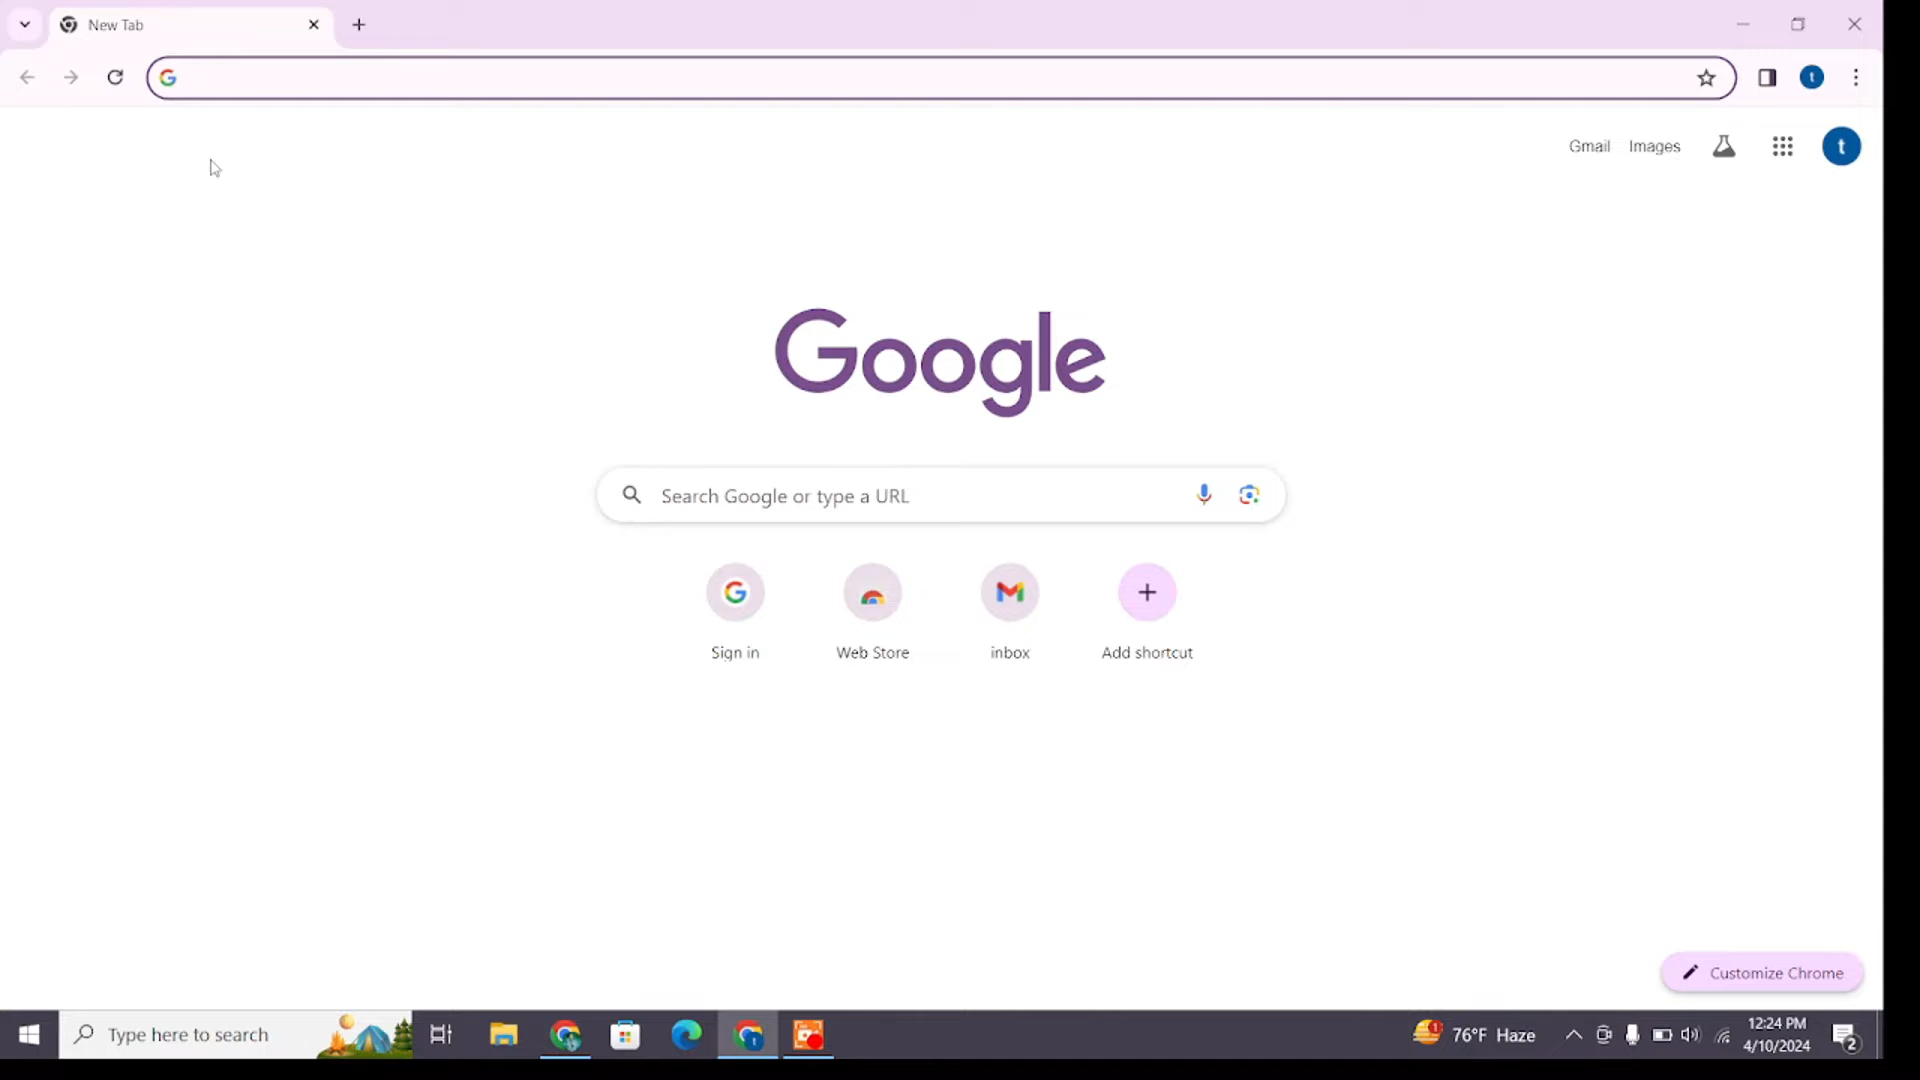 New Tab
Gmail Images
t
Google
Search Google or type a URL
Sign in Web Store inbox Add shortcut
Customize Chrome
Type here to search
76°F Haze
12:24 PM
4/10/2024
2